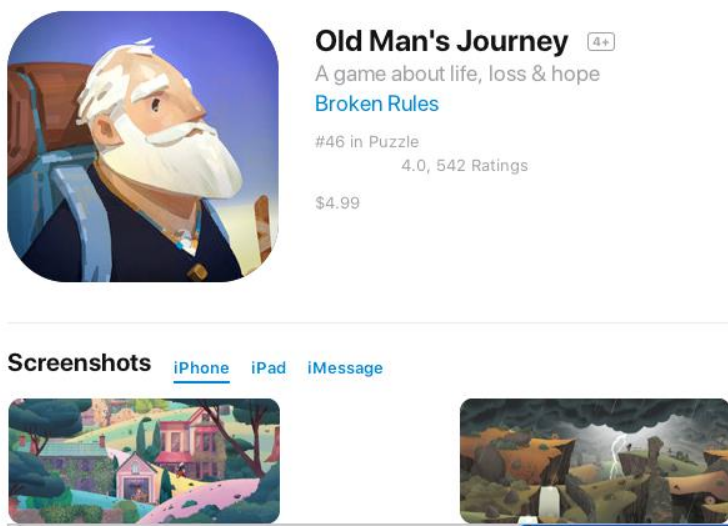 Old Man's Journey 4+
A game about life, loss & hope
Broken Rules
#46 in Puzzle
4.0, 542 Ratings
$4.99
Screenshots iPhone iPad iMessage